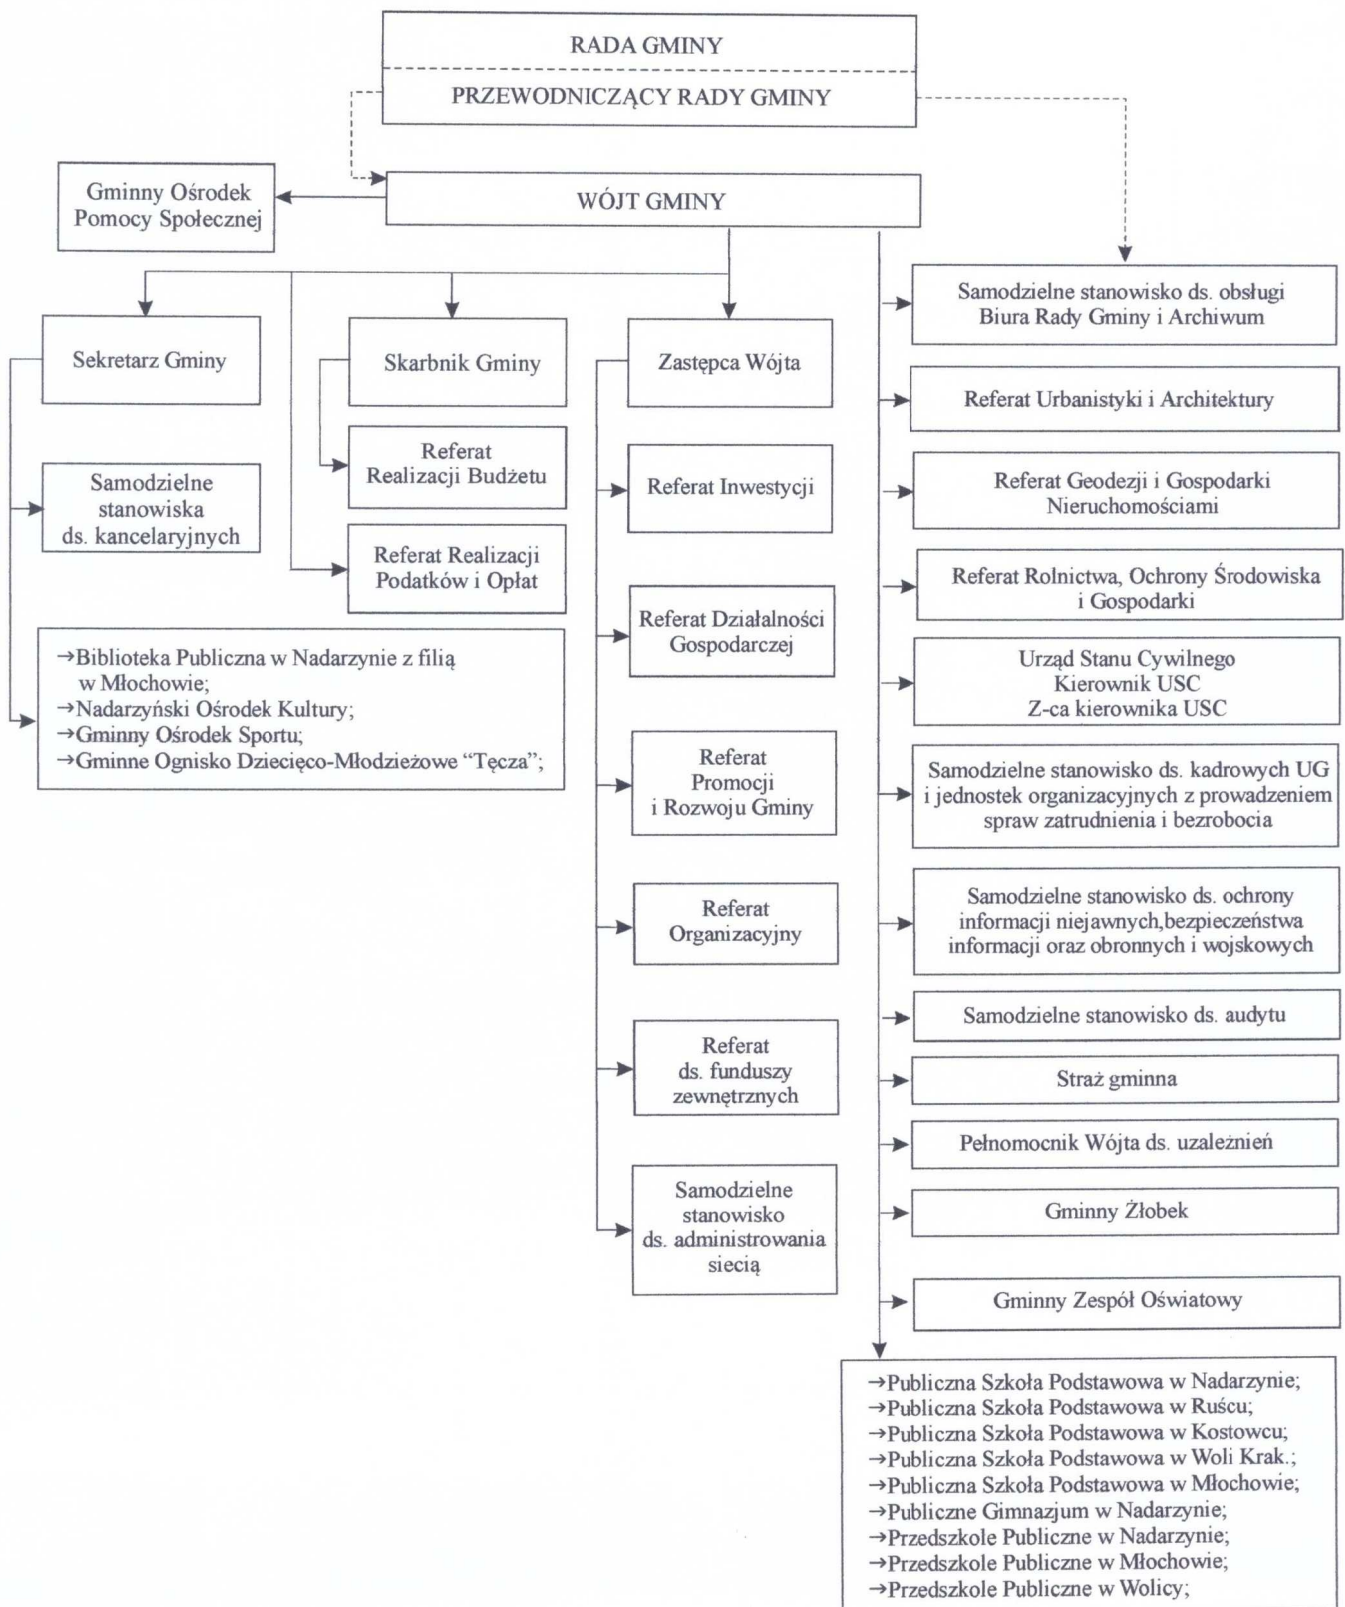 RADA GMINY
PRZEWODNICZĄCY RADY GMINY
Gminny Ośrodek
Pomocy Społecznej
WÓJT GMINY
Sekretarz Gminy
Samodzielne
stanowiska
ds. kancelaryjnych
→Biblioteka Publiczna w Nadarzynie z filią
w Młochowie;
→Nadarzyński Ośrodek Kultury;
→Gminny Ośrodek Sportu;
→Gminne Ognisko Dziecięco-Młodzieżowe “Tęcza”;
Skarbnik Gminy
Referat
Realizacji Budżetu
Referat Realizacji
Podatków i Opłat
Zastępca Wójta
Referat Inwestycji
Referat Działalności
Gospodarczej
Referat
Promocji
i Rozwoju Gminy
Referat
Organizacyjny
Referat
ds. funduszy
zewnętrznych
Samodzielne
stanowisko
ds. administrowania
siecią
Samodzielne stanowisko ds. obsługi
Biura Rady Gminy i Archiwum
Referat Urbanistyki i Architektury
Referat Geodezji i Gospodarki
Nieruchomościami
Referat Rolnictwa, Ochrony Środowiska
i Gospodarki
Urząd Stanu Cywilnego
Kierownik USC
Z-ca kierownika USC
Samodzielne stanowisko ds. kadrowych UG
i jednostek organizacyjnych z prowadzeniem
spraw zatrudnienia i bezrobocia
Samodzielne stanowisko ds. ochrony
informacji niejawnych,bezpieczeństwa
informacji oraz obronnych i wojskowych
Samodzielne stanowisko ds. audytu
Straż gminna
Pełnomocnik Wójta ds. uzależnień
Gminny Żłobek
Gminny Zespół Oświatowy
→Publiczna Szkoła Podstawowa w Nadarzynie;
→Publiczna Szkoła Podstawowa w Ruścu;
→Publiczna Szkoła Podstawowa w Kostowcu;
→Publiczna Szkoła Podstawowa w Woli Krak.;
→Publiczna Szkoła Podstawowa w Młochowie;
→Publiczne Gimnazjum w Nadarzynie;
→Przedszkole Publiczne w Nadarzynie;
→Przedszkole Publiczne w Młochowie;
→Przedszkole Publiczne w Wolicy;